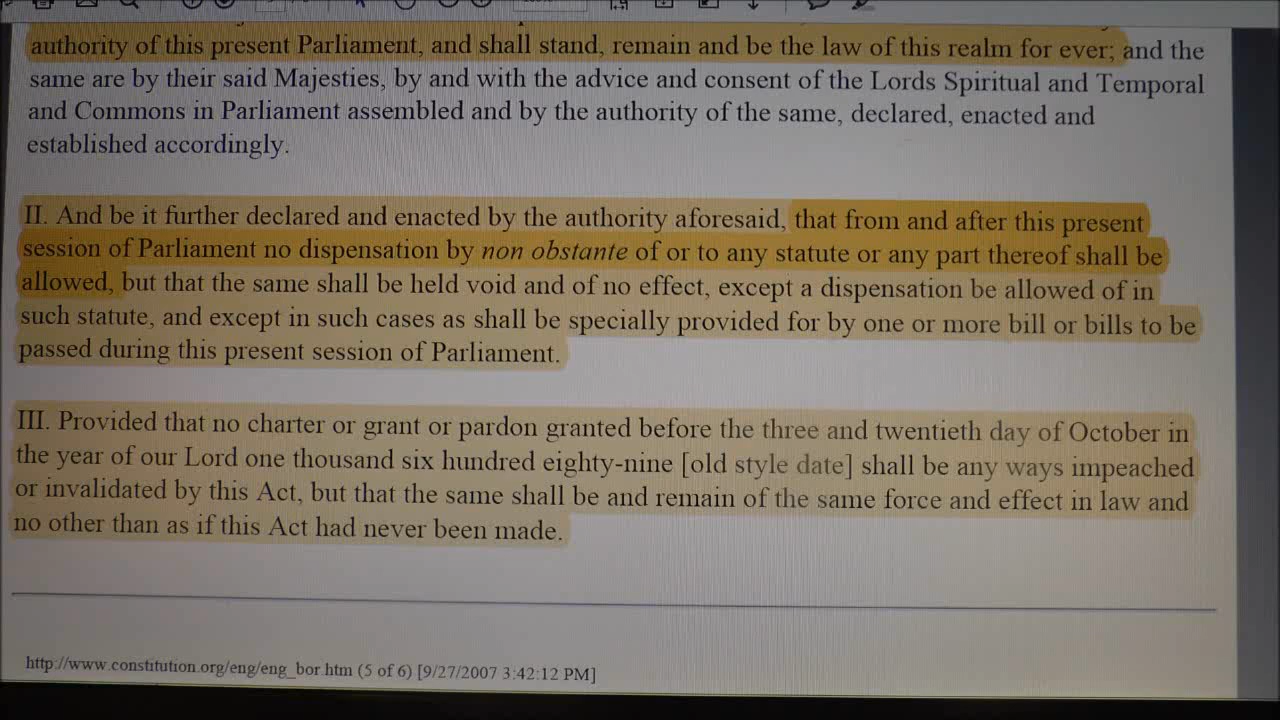 authority of this present Parliament, and shall stand, remain and be the law of this realm for ever; and the
same are by their said Majesties, by and with the advice and consent of the Lords Spiritual and Temporal
and Commons in Parliament assembled and by the authority of the same, declared, enacted and
established accordingly.
II. And be it further declared and enacted by the authority aforesaid, that from and after this present
session of Parliament no dispensation by non obstante of or to any statute or any part thereof shall be
allowed, but that the same shall be held void and of no effect, except a dispensation be allowed of in
such statute, and except in such cases as shall be specially provided for by one or more bill or bills to be
passed during this present session of Parliament.
III. Provided that no charter or grant or pardon granted before the three and twentieth day of October in
the year of our Lord one thousand six hundred eighty-nine [old style date] shall be any ways impeached
or invalidated by this Act, but that the same shall be and remain of the same force and effect in law and
no other than as if this Act had never been made.
http://www.constitution.org/eng/eng_bor.htm (5 of 6) [9/27/2007 3:42:12 PM]